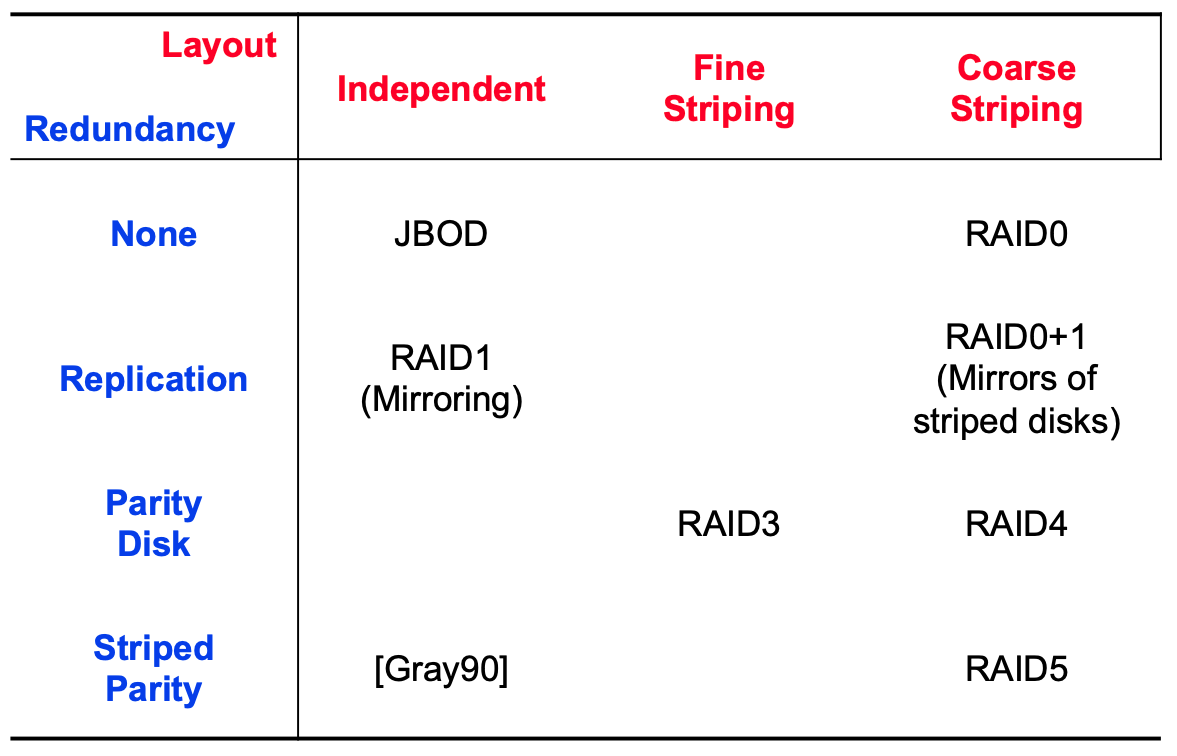 Layout
Redundancy
Independent
Fine
Striping
Coarse
Striping
None
JBOD
RAID0
Replication
RAID1
(Mirroring)
RAID0+1
(Mirrors of
striped disks)
Parity
Disk
RAID3
RAID4
Striped
Parity
[Gray90]
RAID5